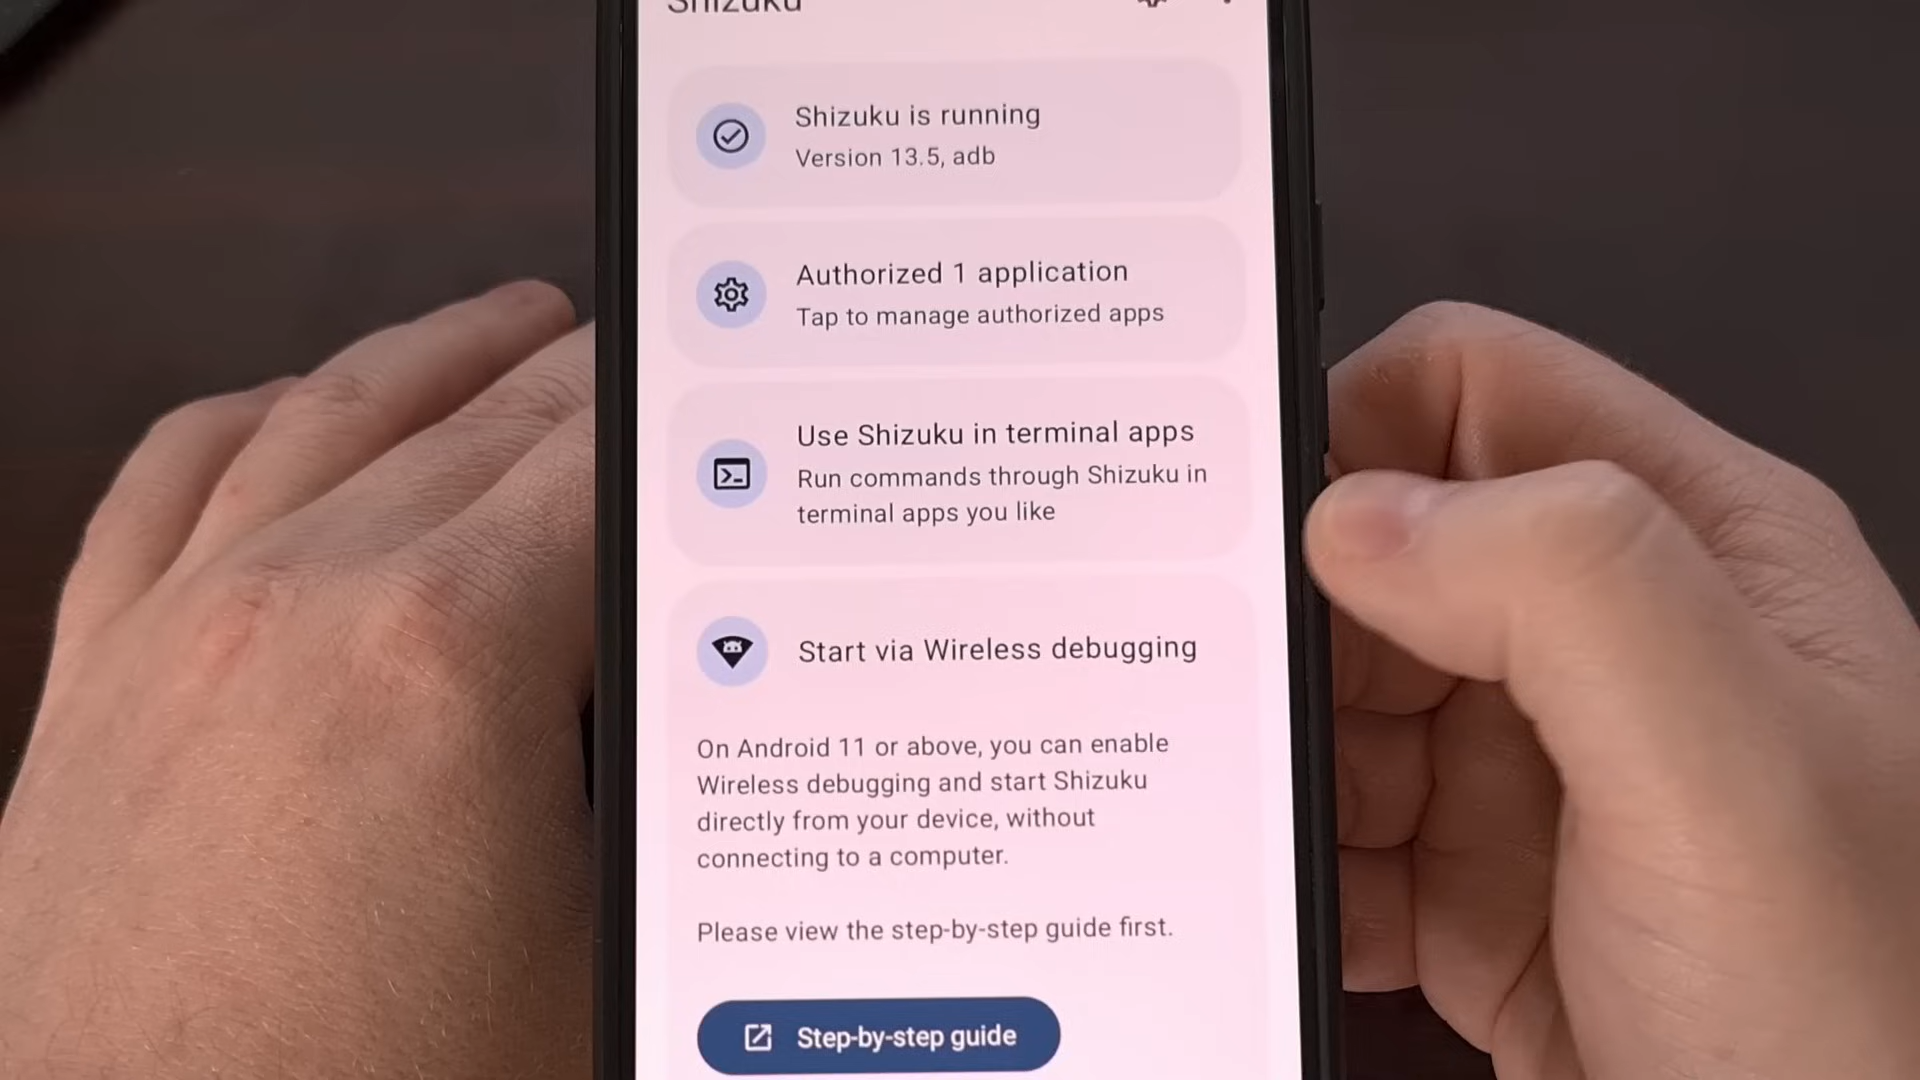 Shizuku
Shizuku is running
Version 13.5, adb
Authorized 1 application
Tap to manage authorized apps
Use Shizuku in terminal apps
Run commands through Shizuku in
terminal apps you like
Start via Wireless debugging
On Android 11 or above, you can enable
Wireless debugging and start Shizuku
directly from your device, without
connecting to a computer.
Please view the step-by-step guide first.
Step-by-step guide